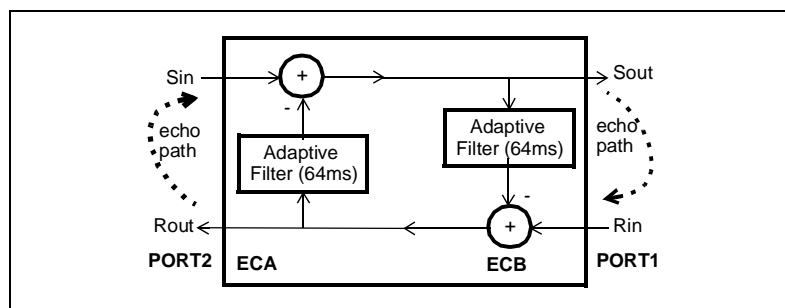 Sin
+
Sout
-
echo
path
Adaptive
Filter (64ms)
Adaptive
Filter (64ms)
echo
path
-
Rout
+
Rin
PORT2
ECA
ECB
PORT1